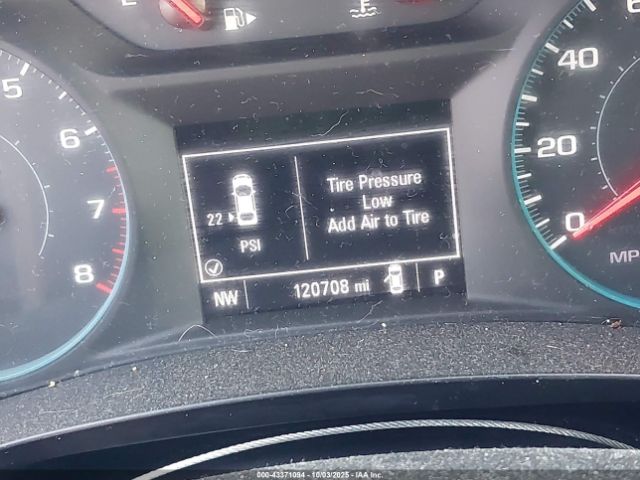 E
5
6
7
8
22
PSI
Tire Pressure
Low
Add Air to Tire
NW
120708 mi
P
40
20
0
MP
000-43371094 - 10/03/2025 - IAA Inc.